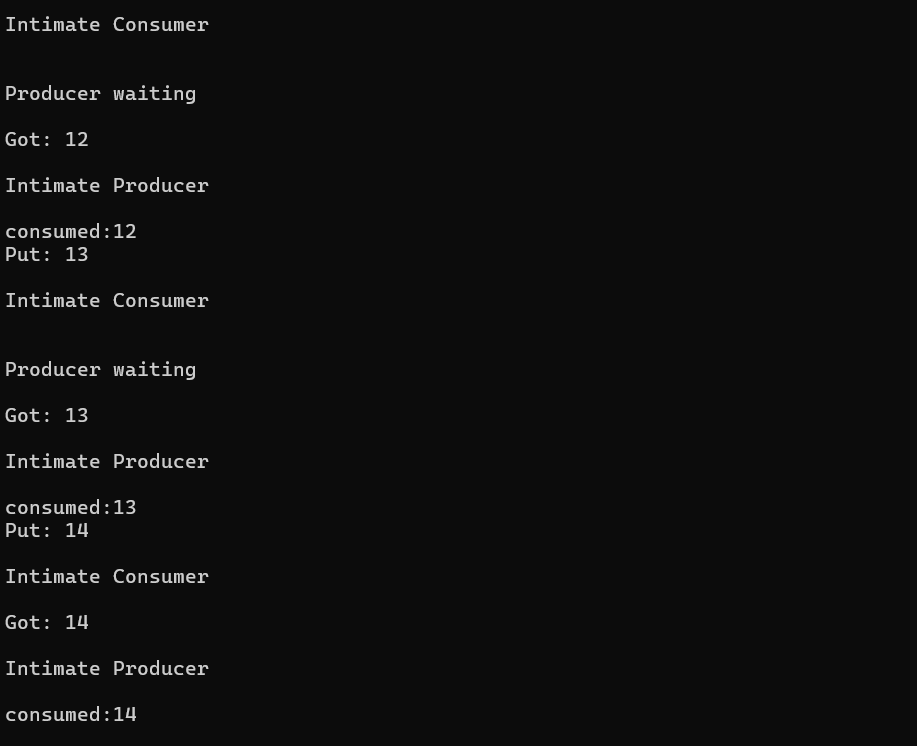 Intimate Consumer
Producer waiting
Got: 12
Intimate Producer
consumed:12
Put: 13
Intimate Consumer
Producer waiting
Got: 13
Intimate Producer
consumed:13
Put: 14
Intimate Consumer
Got: 14
Intimate Producer
consumed:14